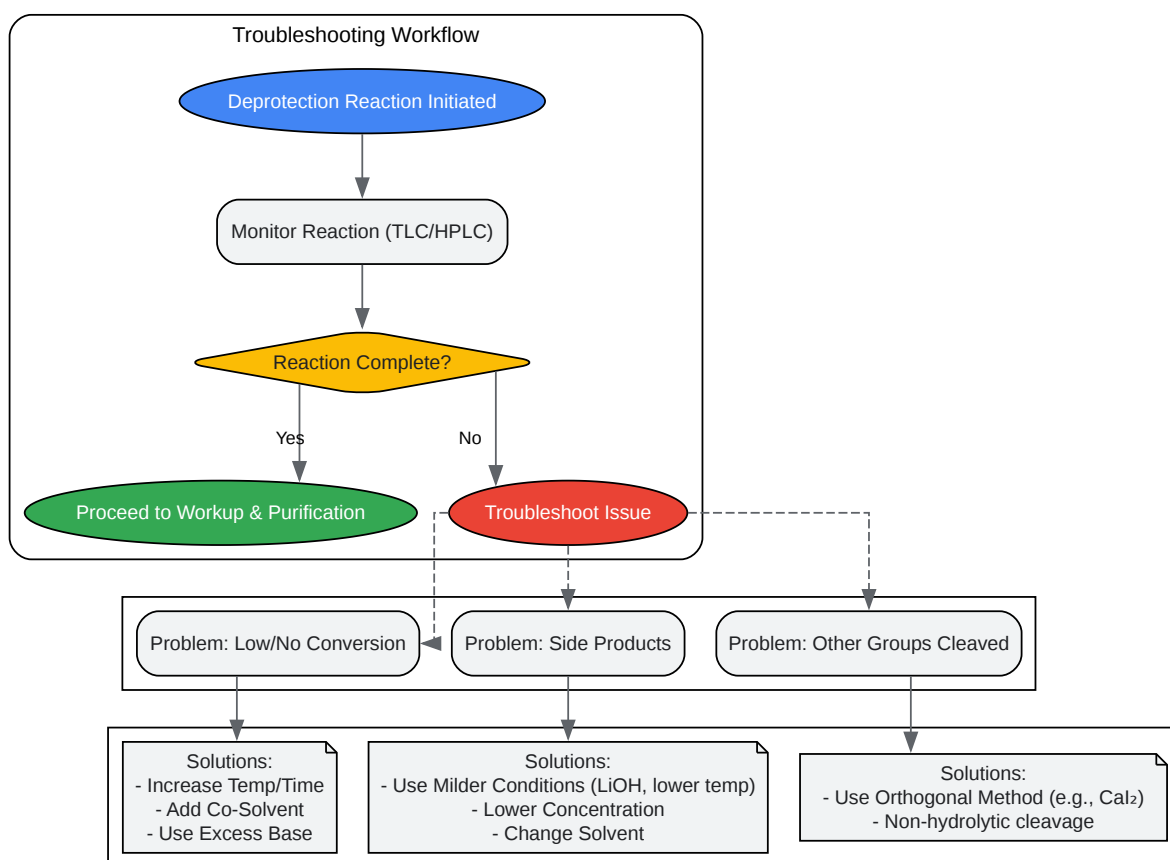 Troubleshooting Workflow
Deprotection Reaction Initiated
Monitor Reaction (TLC/HPLC)
Reaction Complete?
Yes
No
Proceed to Workup & Purification
Troubleshoot Issue
Problem: Low/No Conversion
Problem: Side Products
Problem: Other Groups Cleaved
Solutions:
- Increase Temp/Time
- Add Co-Solvent
- Use Excess Base
Solutions:
- Use Milder Conditions (LiOH, lower temp)
- Lower Concentration
- Change Solvent
Solutions:
- Use Orthogonal Method (e.g., CaI₂)
- Non-hydrolytic cleavage